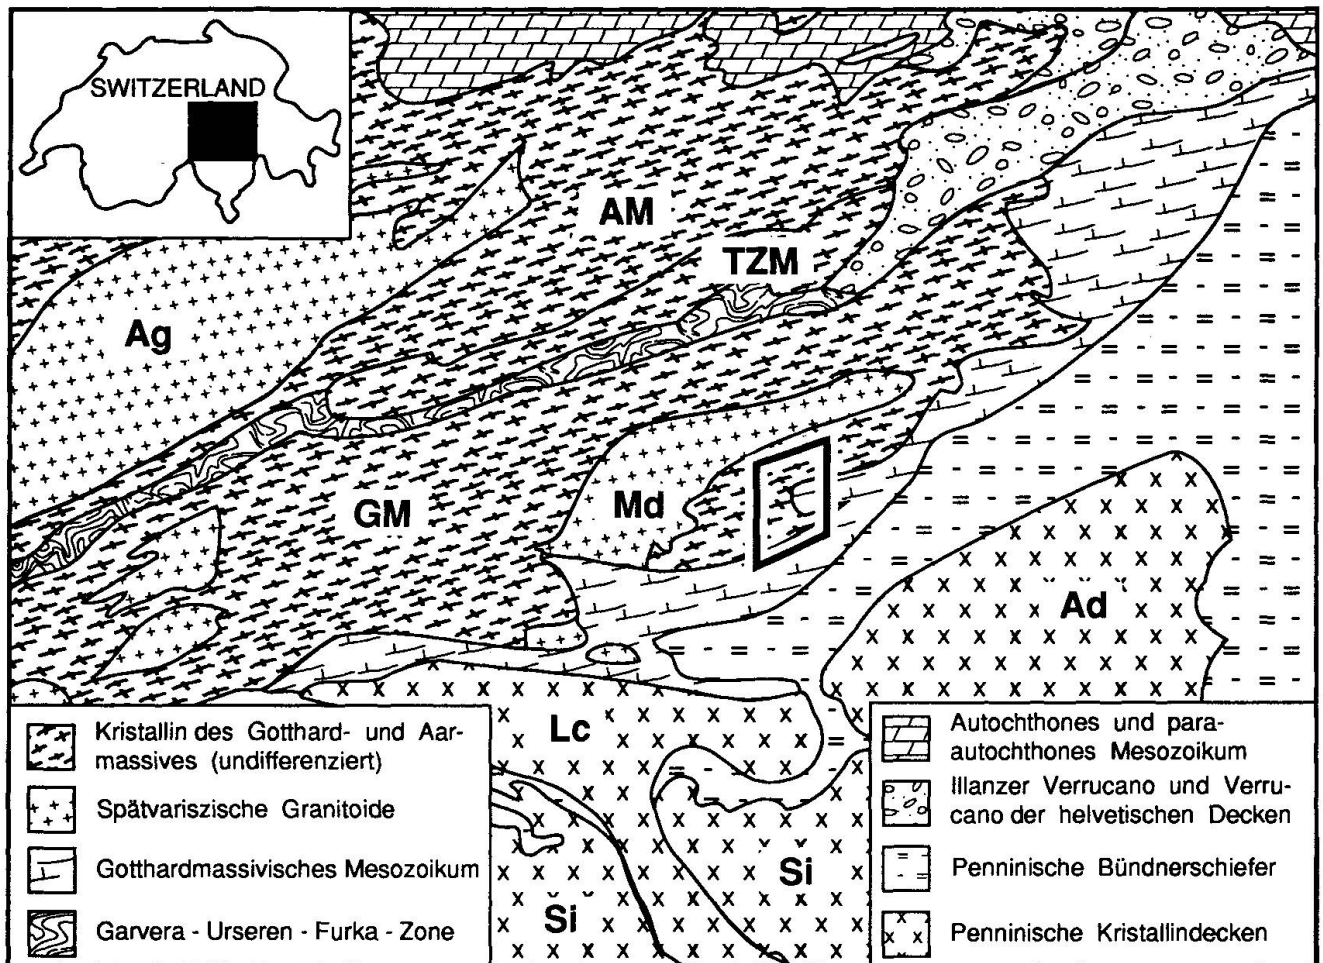 SWITZERLAND
AM
TZM
Ag
GM
Md
Ad
Lc
Si
Si
Kristallin des Gotthard- und Aar-
massives (undifferenziert)
Spätvariszische Granitoide
Gotthardmassivisches Mesozoikum
Garvera - Urseren - Furka - Zone
Autochthones und para-
autochthones Mesozoikum
Illanzer Verrucano und Verru-
cano der helvetischen Decken
Penninische Bündnerschiefer
Penninische Kristallindecken